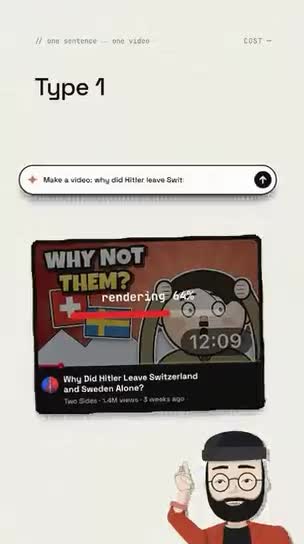 // one sentence — one video
COST —
Type 1
Make a video: why did Hitler leave Swit
WHY NOT
THEM?
rendering 64%
12:09
Why Did Hitler Leave Switzerland
and Sweden Alone?
Two Sides · 1.4M views · 3 weeks ago